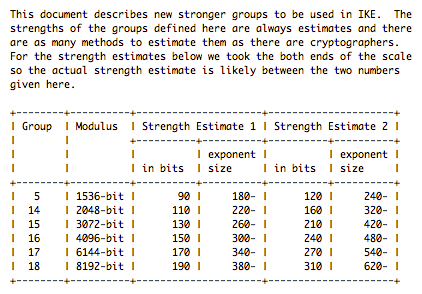 This document describes new stronger groups to be used in IKE. The
strengths of the groups defined here are always estimates and there
are as many methods to estimate them as there are cryptographers.
For the strength estimates below we took the both ends of the scale
so the actual strength estimate is likely between the two numbers
given here.
+--------+----------+---------------------+---------------------+
| Group | Modulus | Strength Estimate 1 | Strength Estimate 2 |
| | +----------+----------+----------+----------+
| | | | exponent | | exponent |
| | | in bits | size | in bits | size |
+--------+----------+----------+----------+----------+----------+
| 5 | 1536-bit | 90 | 180- | 120 | 240- |
| 14 | 2048-bit | 110 | 220- | 160 | 320- |
| 15 | 3072-bit | 130 | 260- | 210 | 420- |
| 16 | 4096-bit | 150 | 300- | 240 | 480- |
| 17 | 6144-bit | 170 | 340- | 270 | 540- |
| 18 | 8192-bit | 190 | 380- | 310 | 620- |
+--------+----------+---------------------+---------------------+